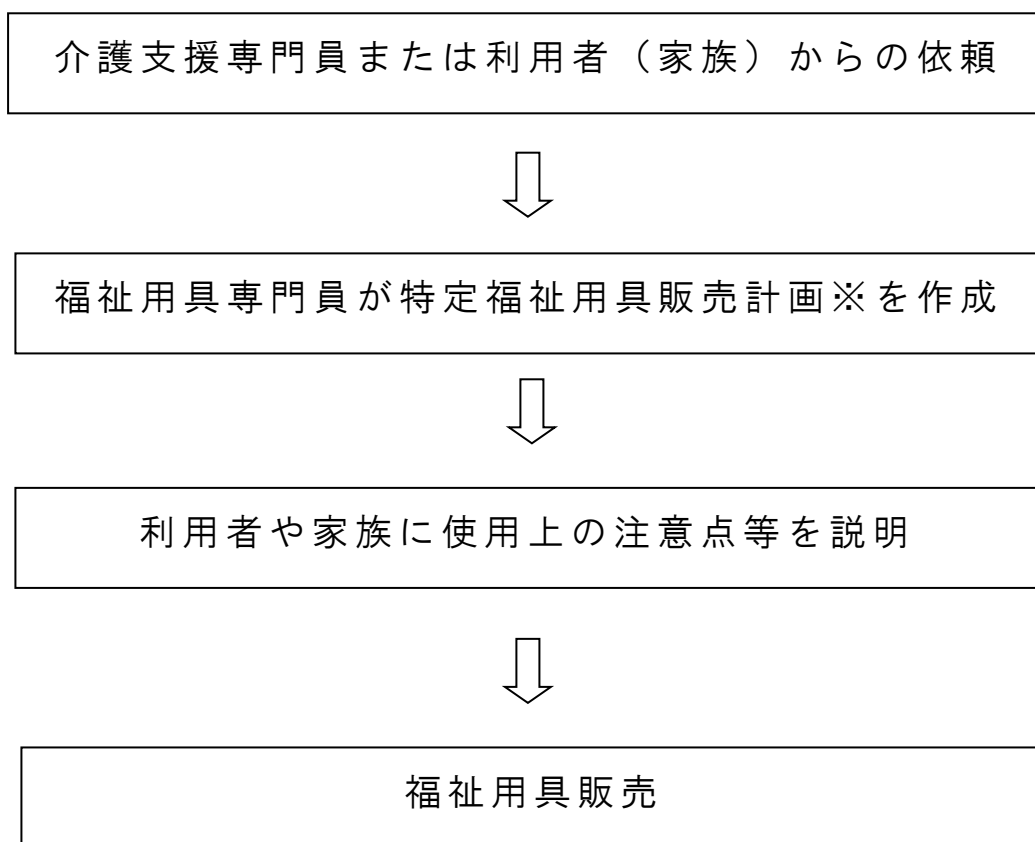 介護支援専門員または利用者（家族）からの依頼
福祉用具専門員が特定福祉用具販売計画※を作成
利用者や家族に使用上の注意点等を説明
福祉用具販売